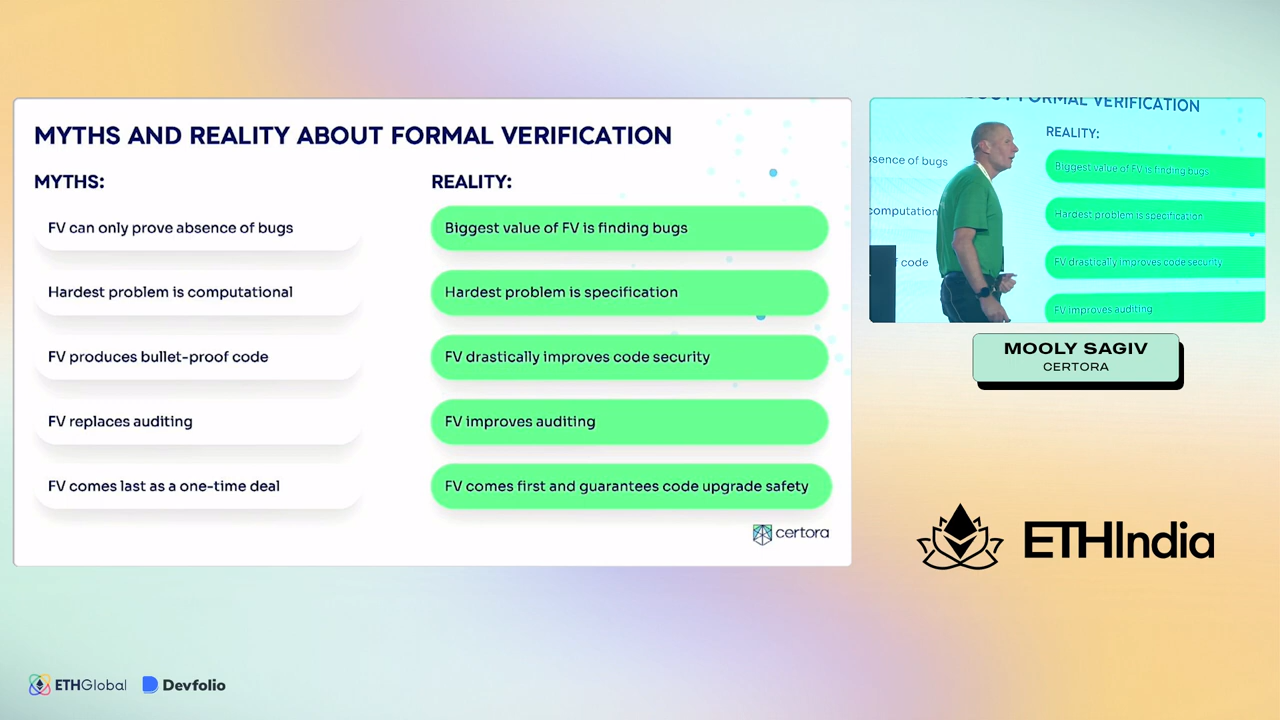 MYTHS AND REALITY ABOUT FORMAL VERIFICATION
MYTHS:
REALITY:
FV can only prove absence of bugs
Biggest value of FV is finding bugs
Hardest problem is computational
Hardest problem is specification
FV produces bullet-proof code
FV drastically improves code security
FV replaces auditing
FV improves auditing
FV comes last as a one-time deal
FV comes first and guarantees code upgrade safety
certora
FORMAL VERIFICATION
REALITY:
of bugs
Biggest value of FV is finding bugs
computation
Hardest problem is specification
code
FV drastically improves code security
FV improves auditing
MOOLY SAGIV
CERTORA
ETHIndia
ETHGlobal
Devfolio